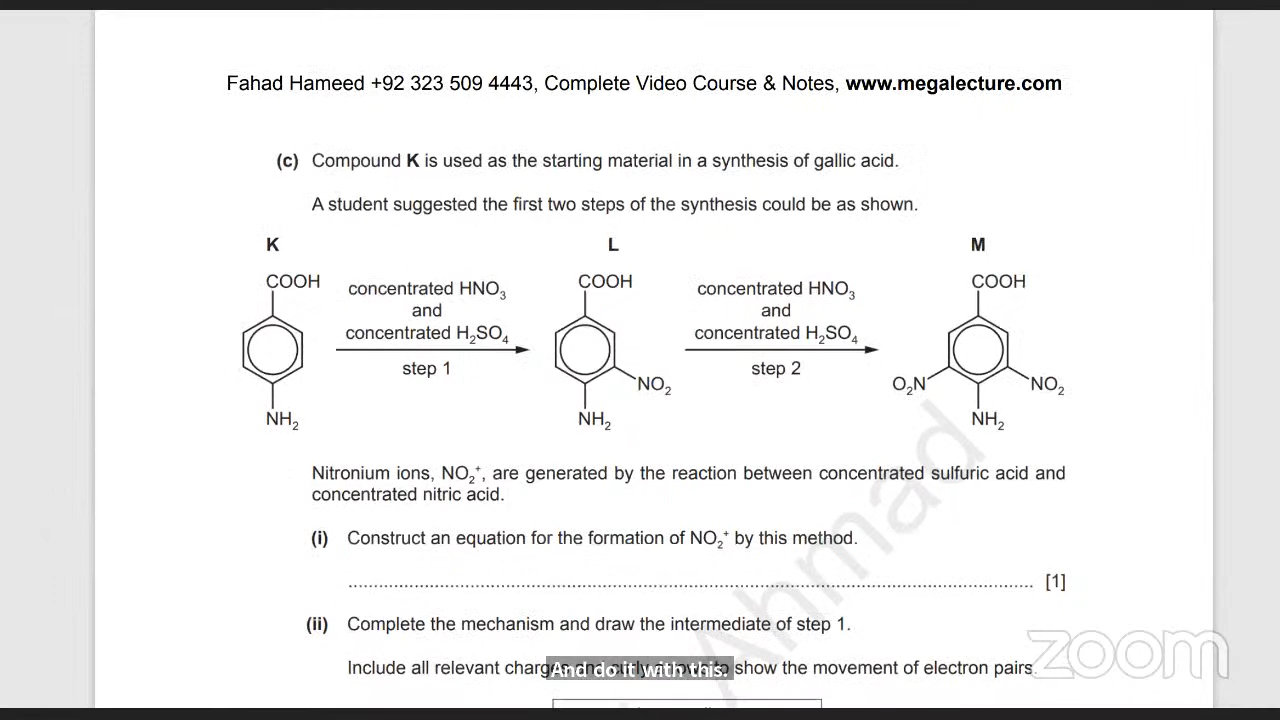 Fahad Hameed +92 323 509 4443, Complete Video Course & Notes, www.megalecture.com
(c) Compound K is used as the starting material in a synthesis of gallic acid.
A student suggested the first two steps of the synthesis could be as shown.
K L M
COOH COOH COOH
concentrated HNO3 concentrated HNO3
and and
concentrated H2SO4 concentrated H2SO4
step 1 step 2
NO2 O2N NO2
NH2 NH2 NH2
Nitronium ions, NO2+, are generated by the reaction between concentrated sulfuric acid and
concentrated nitric acid.
(i) Construct an equation for the formation of NO2+ by this method.
[1]
(ii) Complete the mechanism and draw the intermediate of step 1.
Include all relevant show the movement of electron pairs.
And do it with this.
Ahmad
zoom